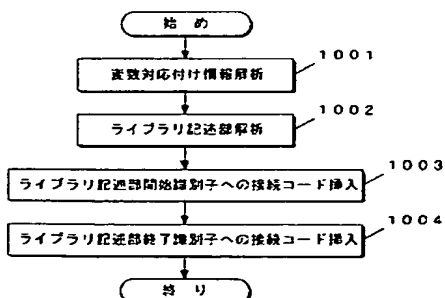 始め
1001
変数対応付け情報解析
1002
ライブラリ記述部解析
1003
ライブラリ記述部開始識別子への接続コード挿入
1004
ライブラリ記述部終了識別子への接続コード挿入
終り